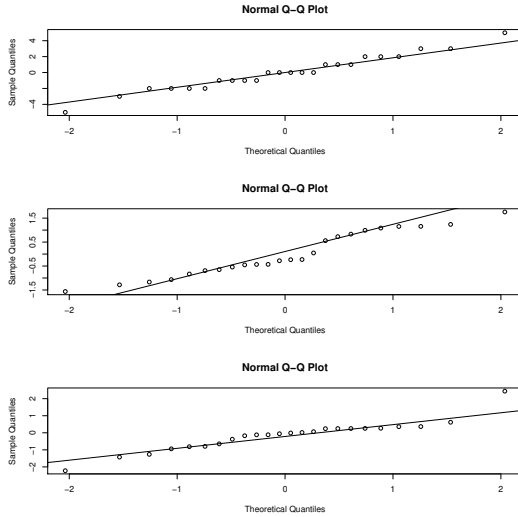 Normal Q−Q Plot
4
2
0
−4
Sample Quantiles
−2 −1 0 1 2
Theoretical Quantiles
Normal Q−Q Plot
1.5
0.5
−0.5
−1.5
Sample Quantiles
−2 −1 0 1 2
Theoretical Quantiles
Normal Q−Q Plot
2
1
0
−1
−2
Sample Quantiles
−2 −1 0 1 2
Theoretical Quantiles